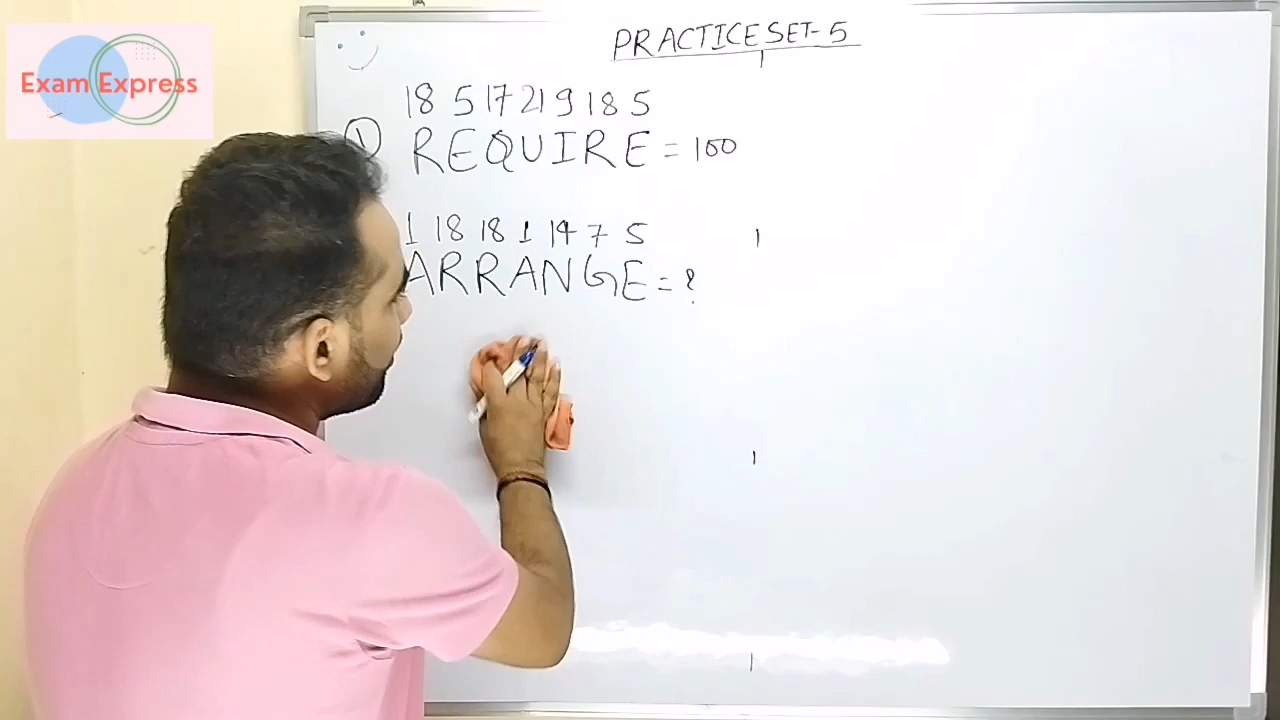 Exam Express
PRACTICE SET-5
18 5 17 21 9 18 5
1 REQUIRE = 100
1 18 18 1 14 7 5
ARRANGE = ?